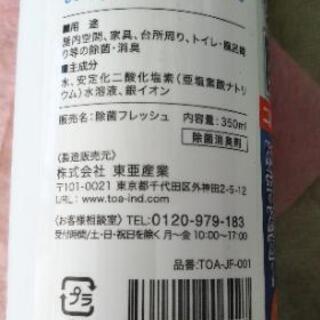 ■用 途
屋内空間、家具、台所周り、トイレ・風呂周
り等の除菌・消臭
■主成分
水、安定化二酸化塩素（亜塩素酸ナトリ
ウム）水溶液、銀イオン
販売名：除菌フレッシュ 内容量：350ml
除菌消臭剤
＜製造販売元＞
株式会社 東亜産業
〒101-0021 東京都千代田区外神田2-5-12
URL：www.toa-ind.com/
＜お客様相談室＞ TEL：0120-979-183
受付時間/土・日・祝日を除く月〜金 10:00〜17:00
プラ
品番：TOA-JF-001